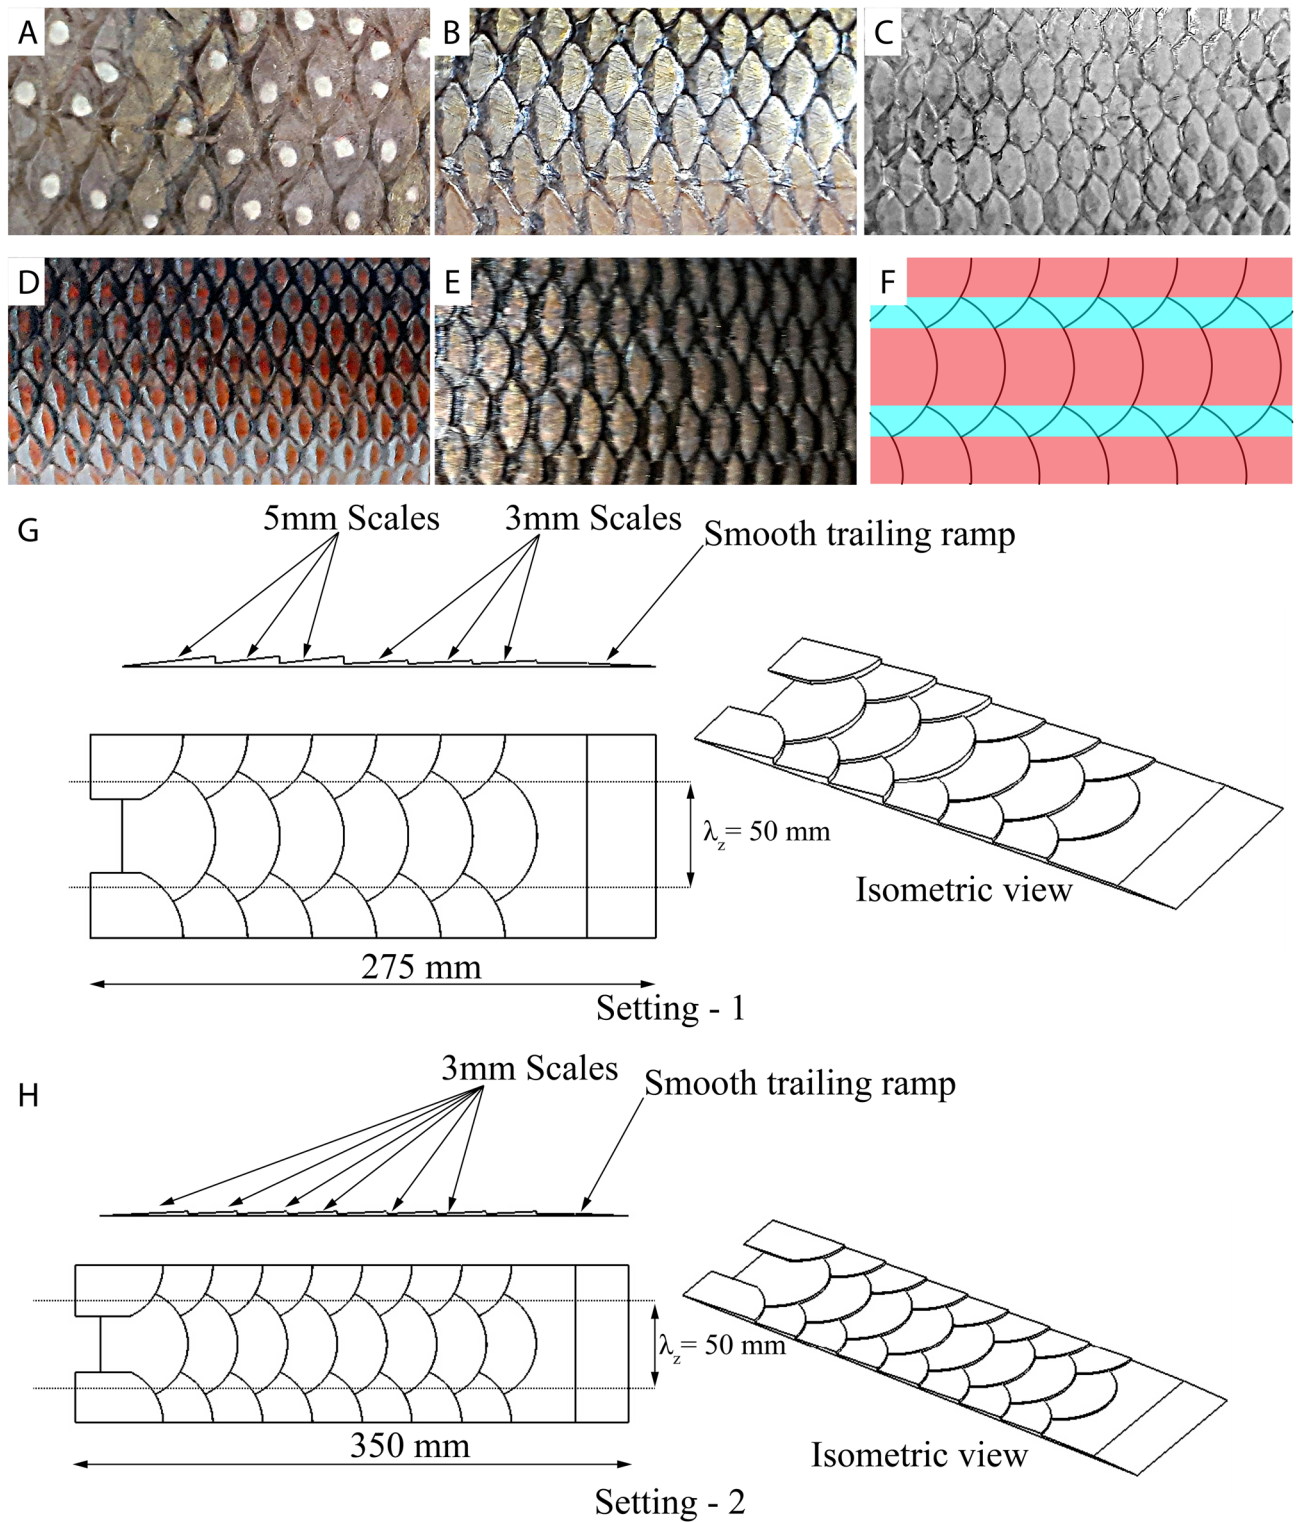 A
B
C
D
E
F
G
5mm Scales
3mm Scales
Smooth trailing ramp
λz= 50 mm
Isometric view
275 mm
Setting - 1
H
3mm Scales
Smooth trailing ramp
λz= 50 mm
Isometric view
350 mm
Setting - 2